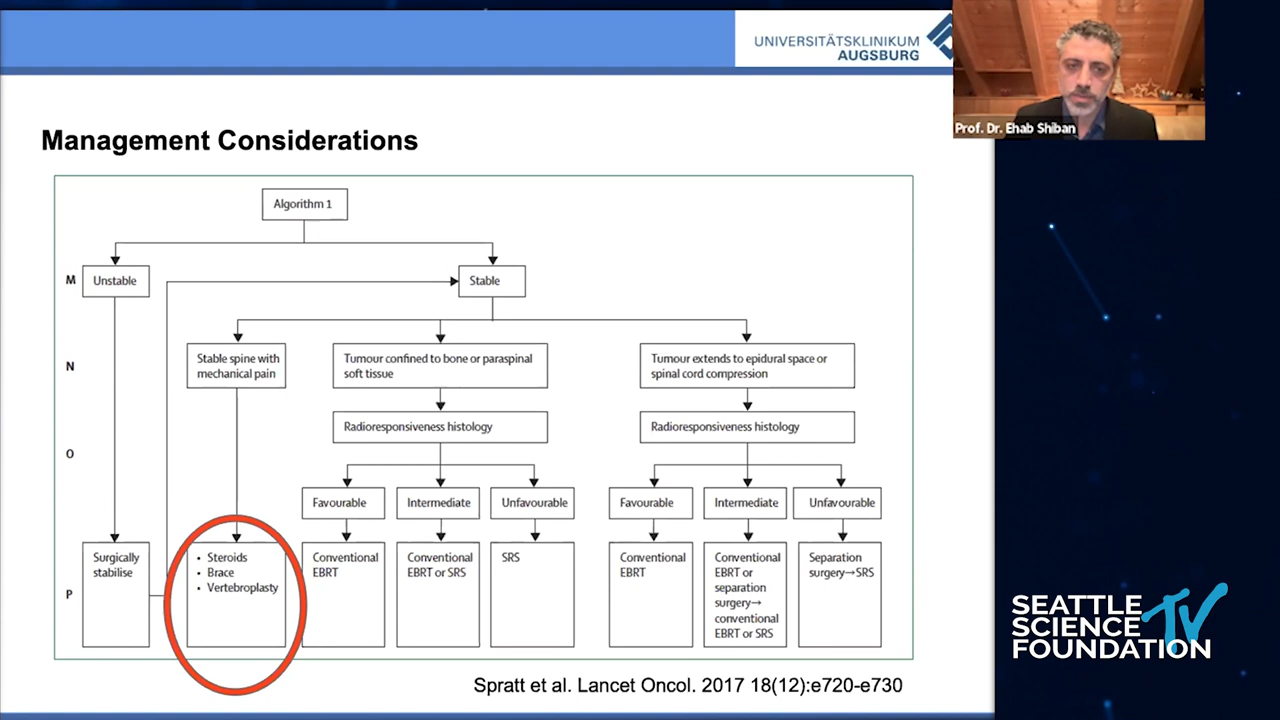 UNIVERSITÄTSKLINIKUM
AUGSBURG
Prof. Dr. Ehab Shiban
Management Considerations
Algorithm 1
M
Unstable
Stable
N
Stable spine with
mechanical pain
Tumour confined to bone or paraspinal
soft tissue
Tumour extends to epidural space or
spinal cord compression
Radioresponsiveness histology
Radioresponsiveness histology
O
Favourable
Intermediate
Unfavourable
Favourable
Intermediate
Unfavourable
P
Surgically
stabilise
• Steroids
• Brace
• Vertebroplasty
Conventional
EBRT
Conventional
EBRT or SRS
SRS
Conventional
EBRT
Conventional
EBRT or
separation
surgery→
conventional
EBRT or SRS
Separation
surgery→SRS
Spratt et al. Lancet Oncol. 2017 18(12):e720-e730
SEATTLE
SCIENCE
FOUNDATION
TV